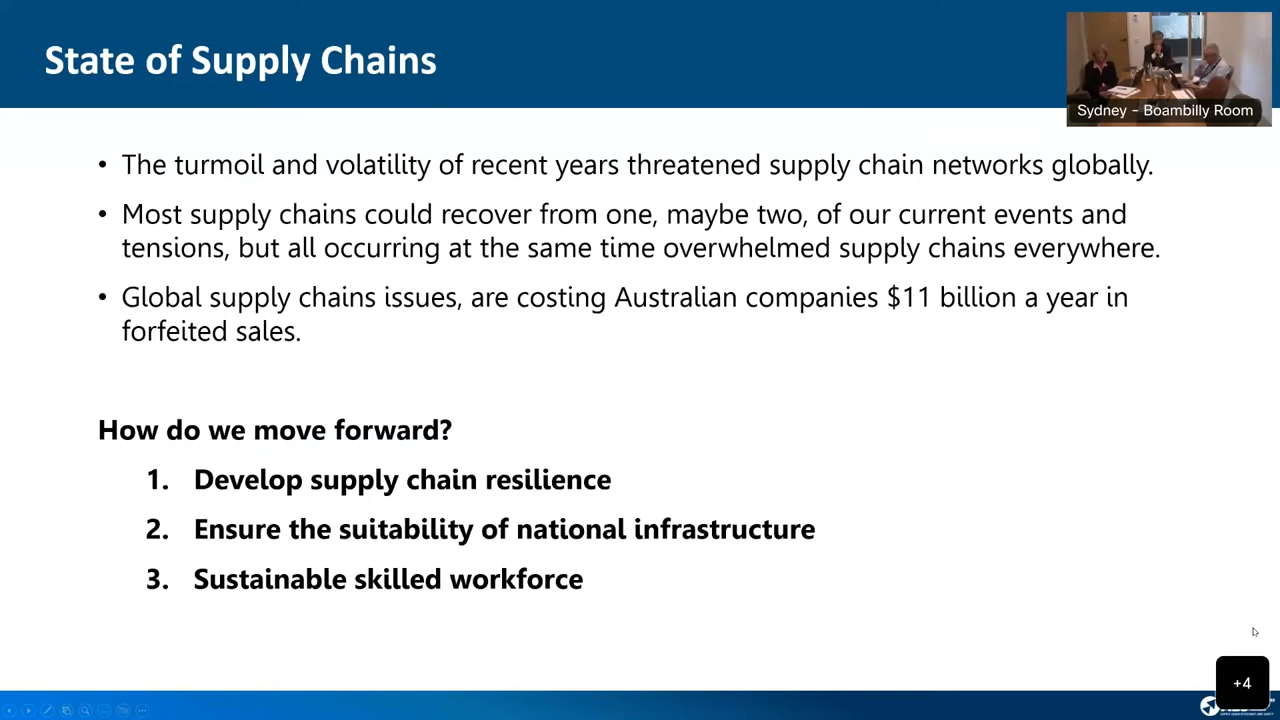 State of Supply Chains
Sydney - Boambilly Room
• The turmoil and volatility of recent years threatened supply chain networks globally.
• Most supply chains could recover from one, maybe two, of our current events and
tensions, but all occurring at the same time overwhelmed supply chains everywhere.
• Global supply chains issues, are costing Australian companies $11 billion a year in
forfeited sales.
How do we move forward?
1. Develop supply chain resilience
2. Ensure the suitability of national infrastructure
3. Sustainable skilled workforce
+4